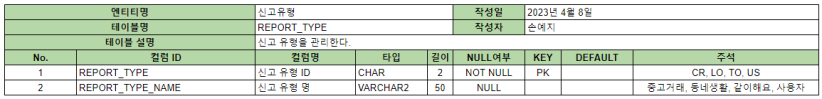 엔티티명 신고유형 작성일 2023년 4월 8일
테이블명 REPORT_TYPE 작성자 손예지
테이블 설명 신고 유형을 관리한다.
No. 컬럼 ID 컬럼명 타입 길이 NULL여부 KEY DEFAULT 주석
1 REPORT_TYPE 신고 유형 ID CHAR 2 NOT NULL PK CR, LO, TO, US
2 REPORT_TYPE_NAME 신고 유형 명 VARCHAR2 50 NULL 중고거래, 동네생활, 같이해요, 사용자